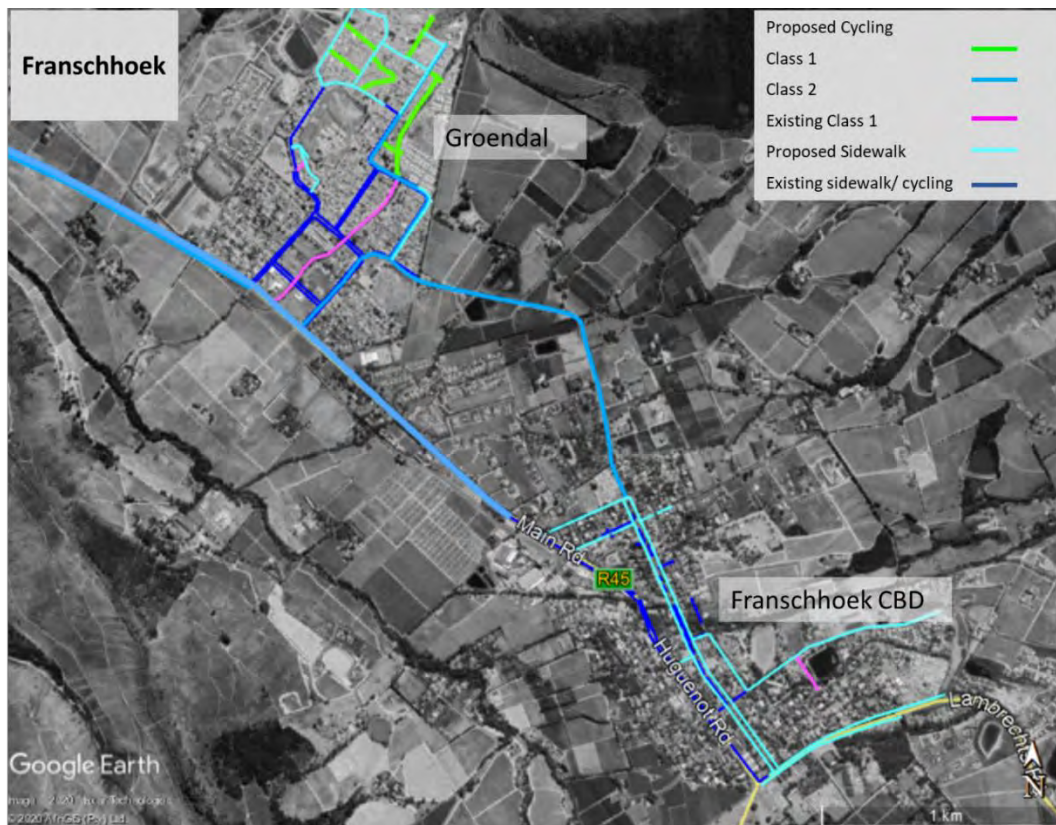 Franschhoek
Proposed Cycling
Class 1
Class 2
Existing Class 1
Proposed Sidewalk
Existing sidewalk/ cycling
Groendal
Main Rd
R45
Franschhoek CBD
Huguenot Rd
Lambrechts
Google Earth
N
1 km